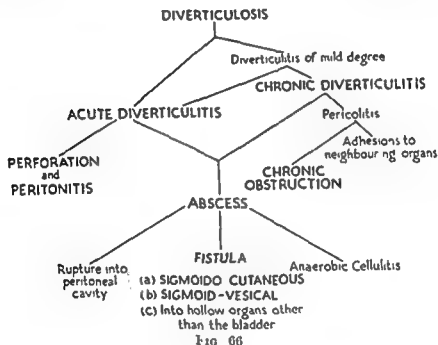 DIVERTICULOSIS
Diverticulitis of mild degree
CHRONIC DIVERTICULITIS
ACUTE DIVERTICULITIS
Pericolitis
PERFORATION
and
PERITONITIS
Adhesions to
neighbouring organs
CHRONIC
OBSTRUCTION
ABSCESS
Rupture into
peritoneal
cavity
FISTULA
(a) SIGMOIDO CUTANEOUS
(b) SIGMOID-VESICAL
(c) Into hollow organs other
than the bladder
Anaerobic Cellulitis
FIG 66